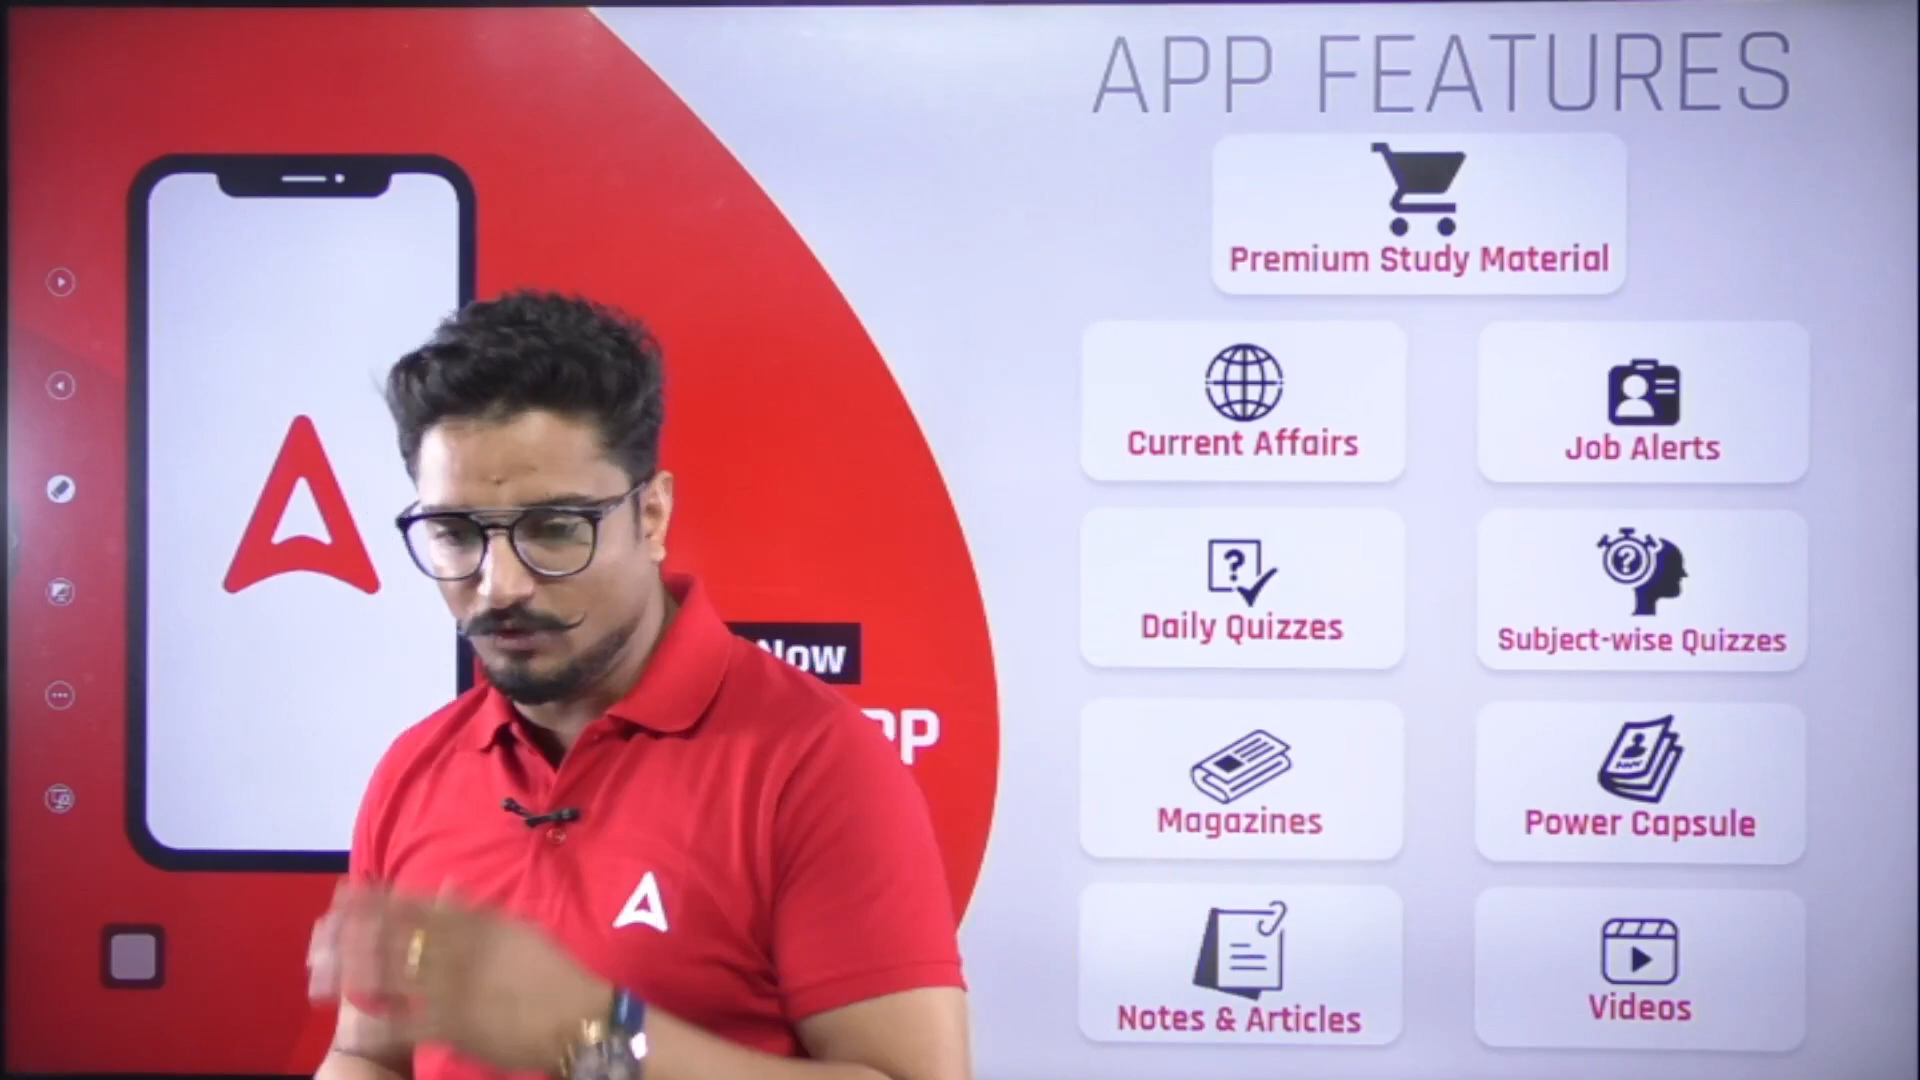 APP FEATURES
Premium Study Material
Current Affairs
Job Alerts
Daily Quizzes
Subject-wise Quizzes
Now
Magazines
Power Capsule
Notes & Articles
Videos